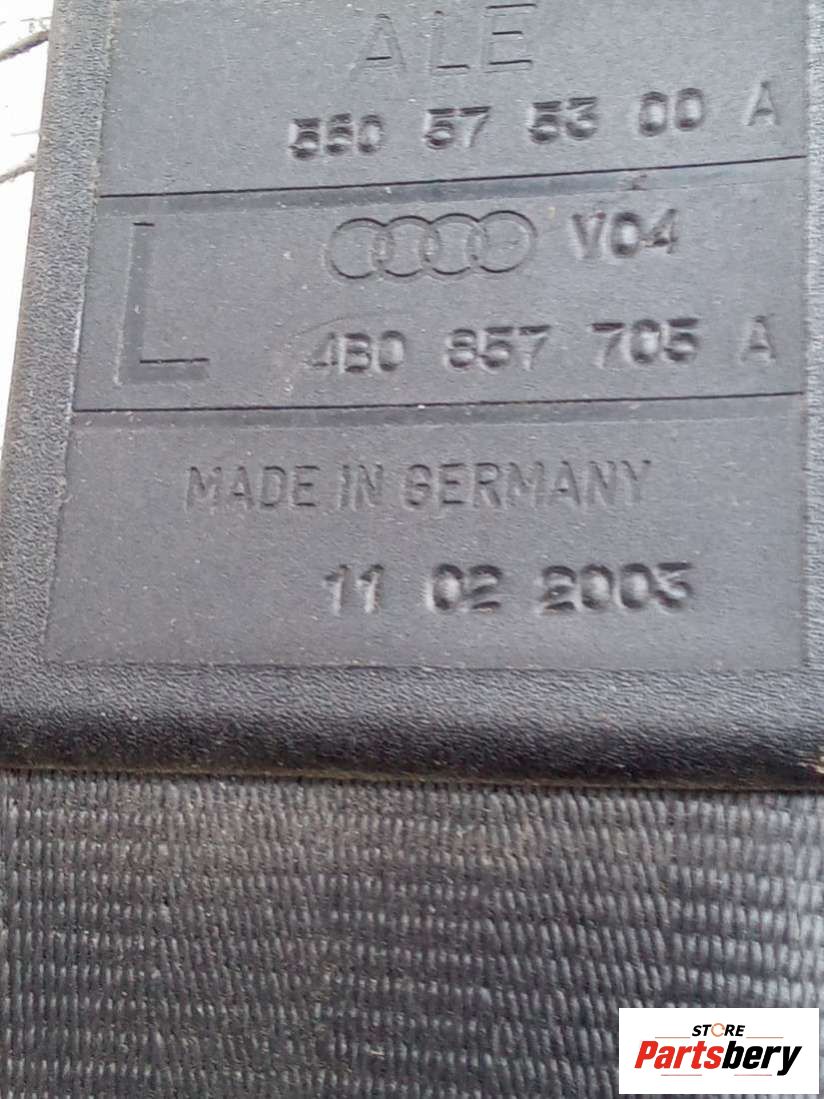 ALE
550 57 53 00 A
V04
L 4B0 857 705 A
MADE IN GERMANY
11 02 2003
STORE
Partsbery